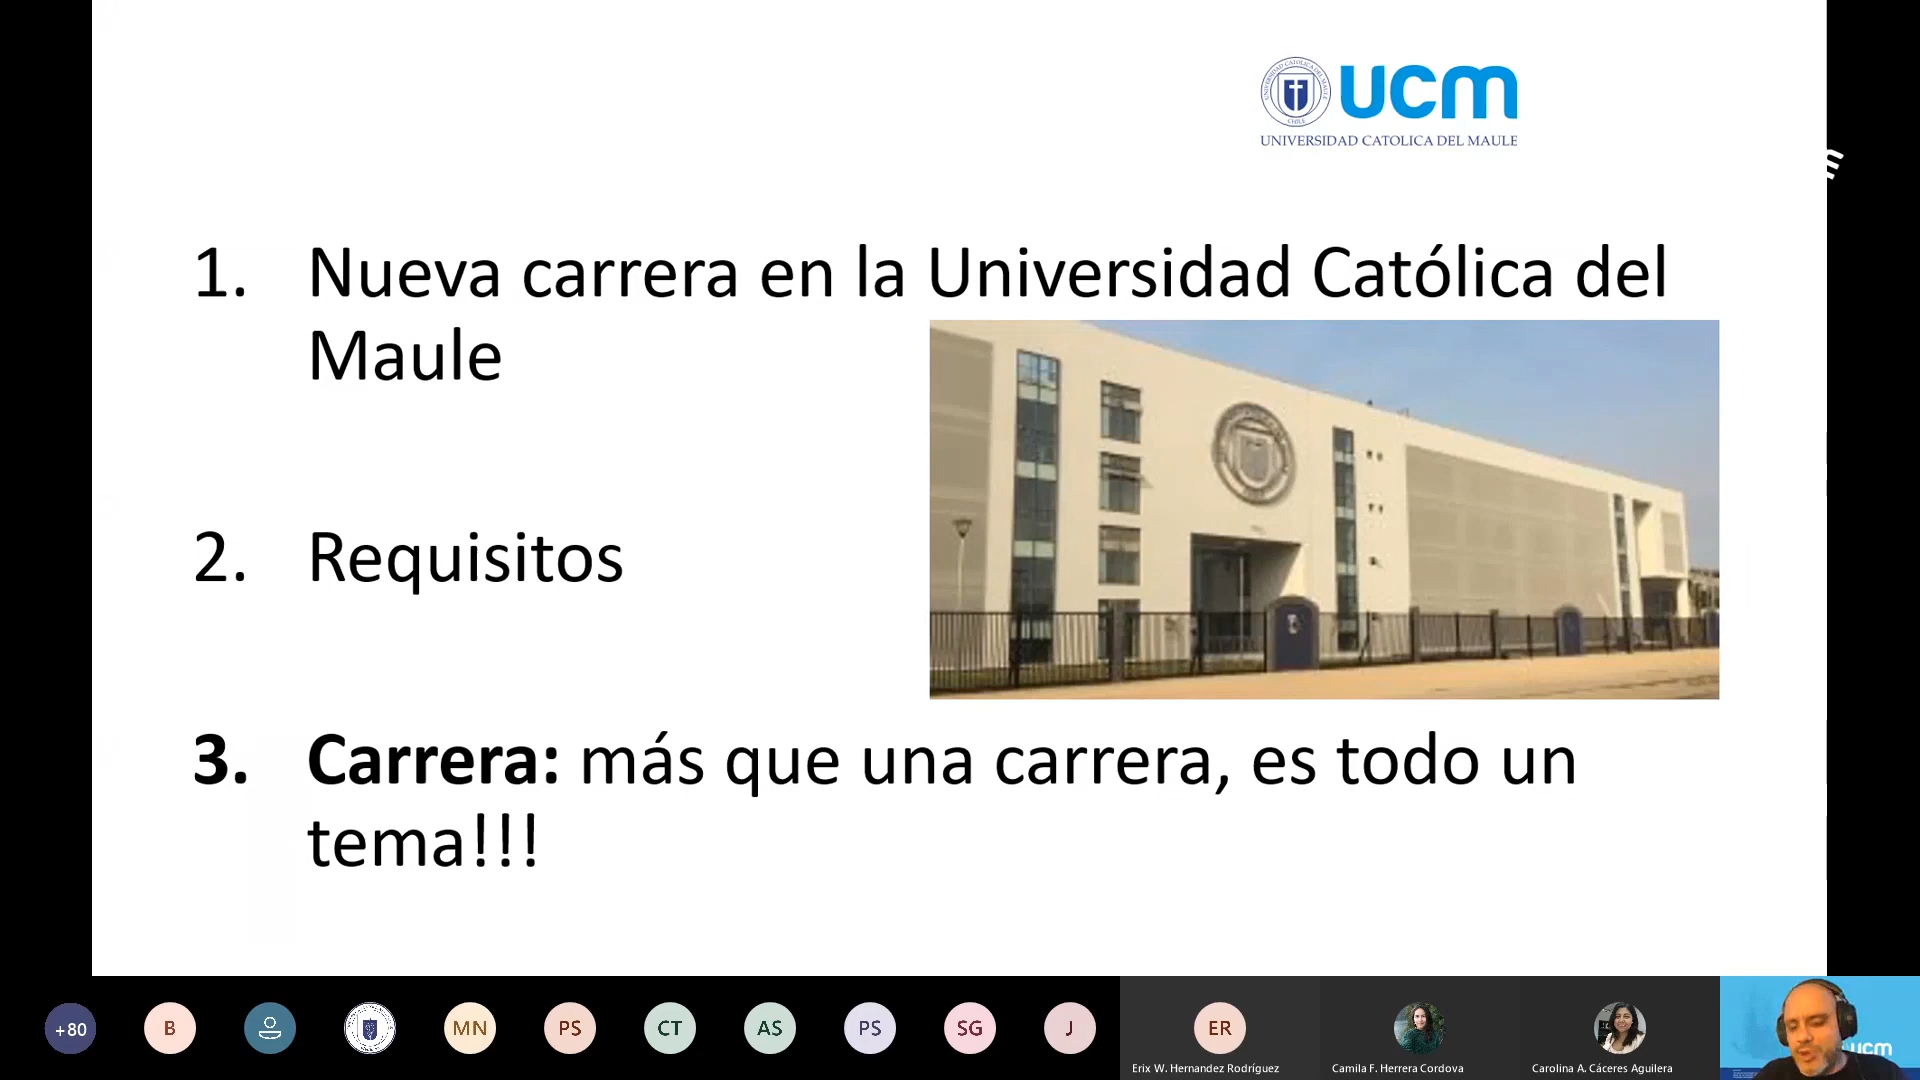 ucm
UNIVERSIDAD CATOLICA DEL MAULE
1. Nueva carrera en la Universidad Católica del
Maule
2. Requisitos
3. Carrera: más que una carrera, es todo un
tema!!!
+80
B
MN
PS
CT
AS
PS
SG
J
ER
Erix W. Hernandez Rodríguez
Camila F. Herrera Cordova
Carolina A. Cáceres Aguilera
ucm